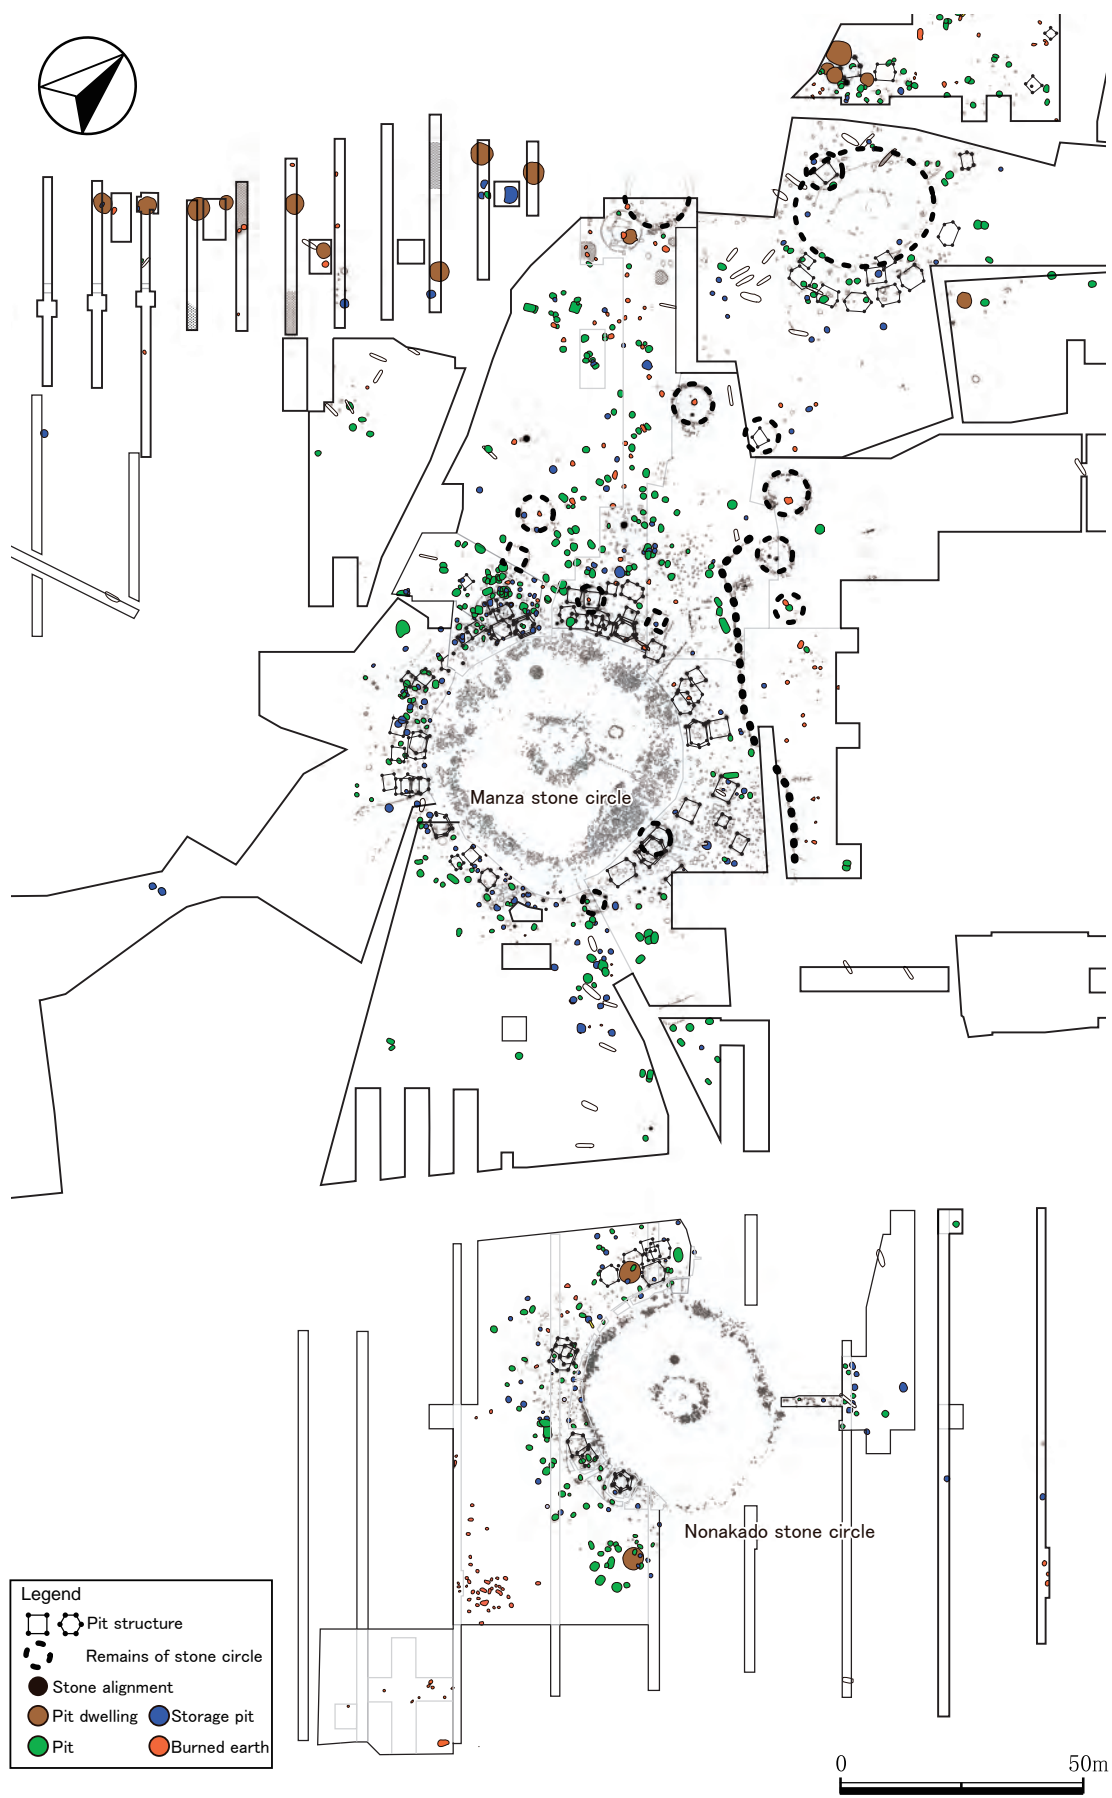 Manza stone circle
Nonakado stone circle
Legend
Pit structure
Remains of stone circle
Stone alignment
Pit dwelling
Storage pit
Pit
Burned earth
0
50m